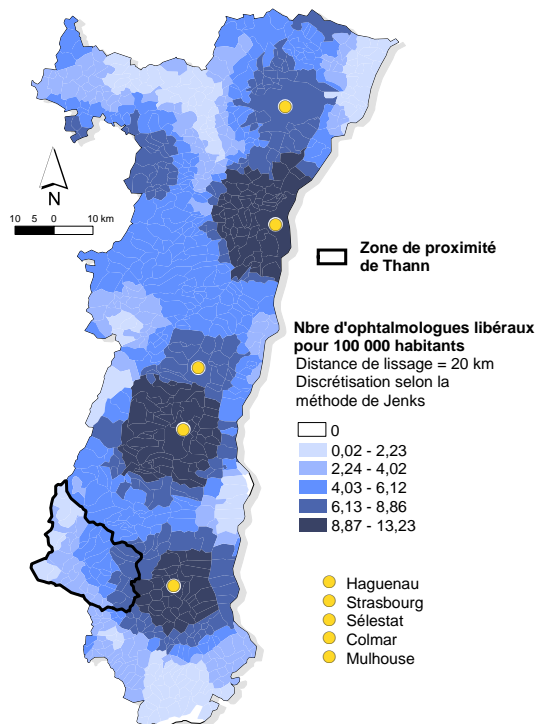 N
10 5 0 10 km
Zone de proximité
de Thann
Nbre d'ophtalmologues libéraux
pour 100 000 habitants
Distance de lissage = 20 km
Discrétisation selon la
méthode de Jenks
0
0,02 - 2,23
2,24 - 4,02
4,03 - 6,12
6,13 - 8,86
8,87 - 13,23
Haguenau
Strasbourg
Sélestat
Colmar
Mulhouse